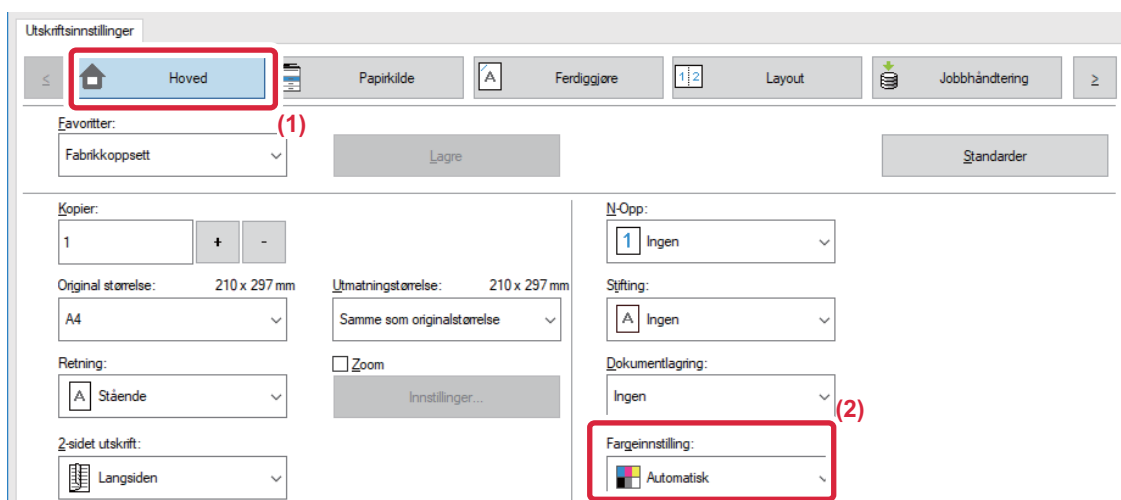 Utskriftsinnstillinger
≤ Hoved Papirkilde A Ferdiggjøre 1 2 Layout Jobbhåndtering ≥
(1)
Favoritter:
Fabrikkoppsett Lagre Standarder
Kopier: N-Opp:
1 + - 1 Ingen
Original størrelse: 210 x 297 mm Utmatningstørrelse: 210 x 297 mm Stifting:
A4 Samme som originalstørrelse A Ingen
Retning: Zoom Dokumentlagring:
A Stående Innstillinger... Ingen
(2)
2-sidet utskrift: Fargeinnstilling:
Langsiden Automatisk